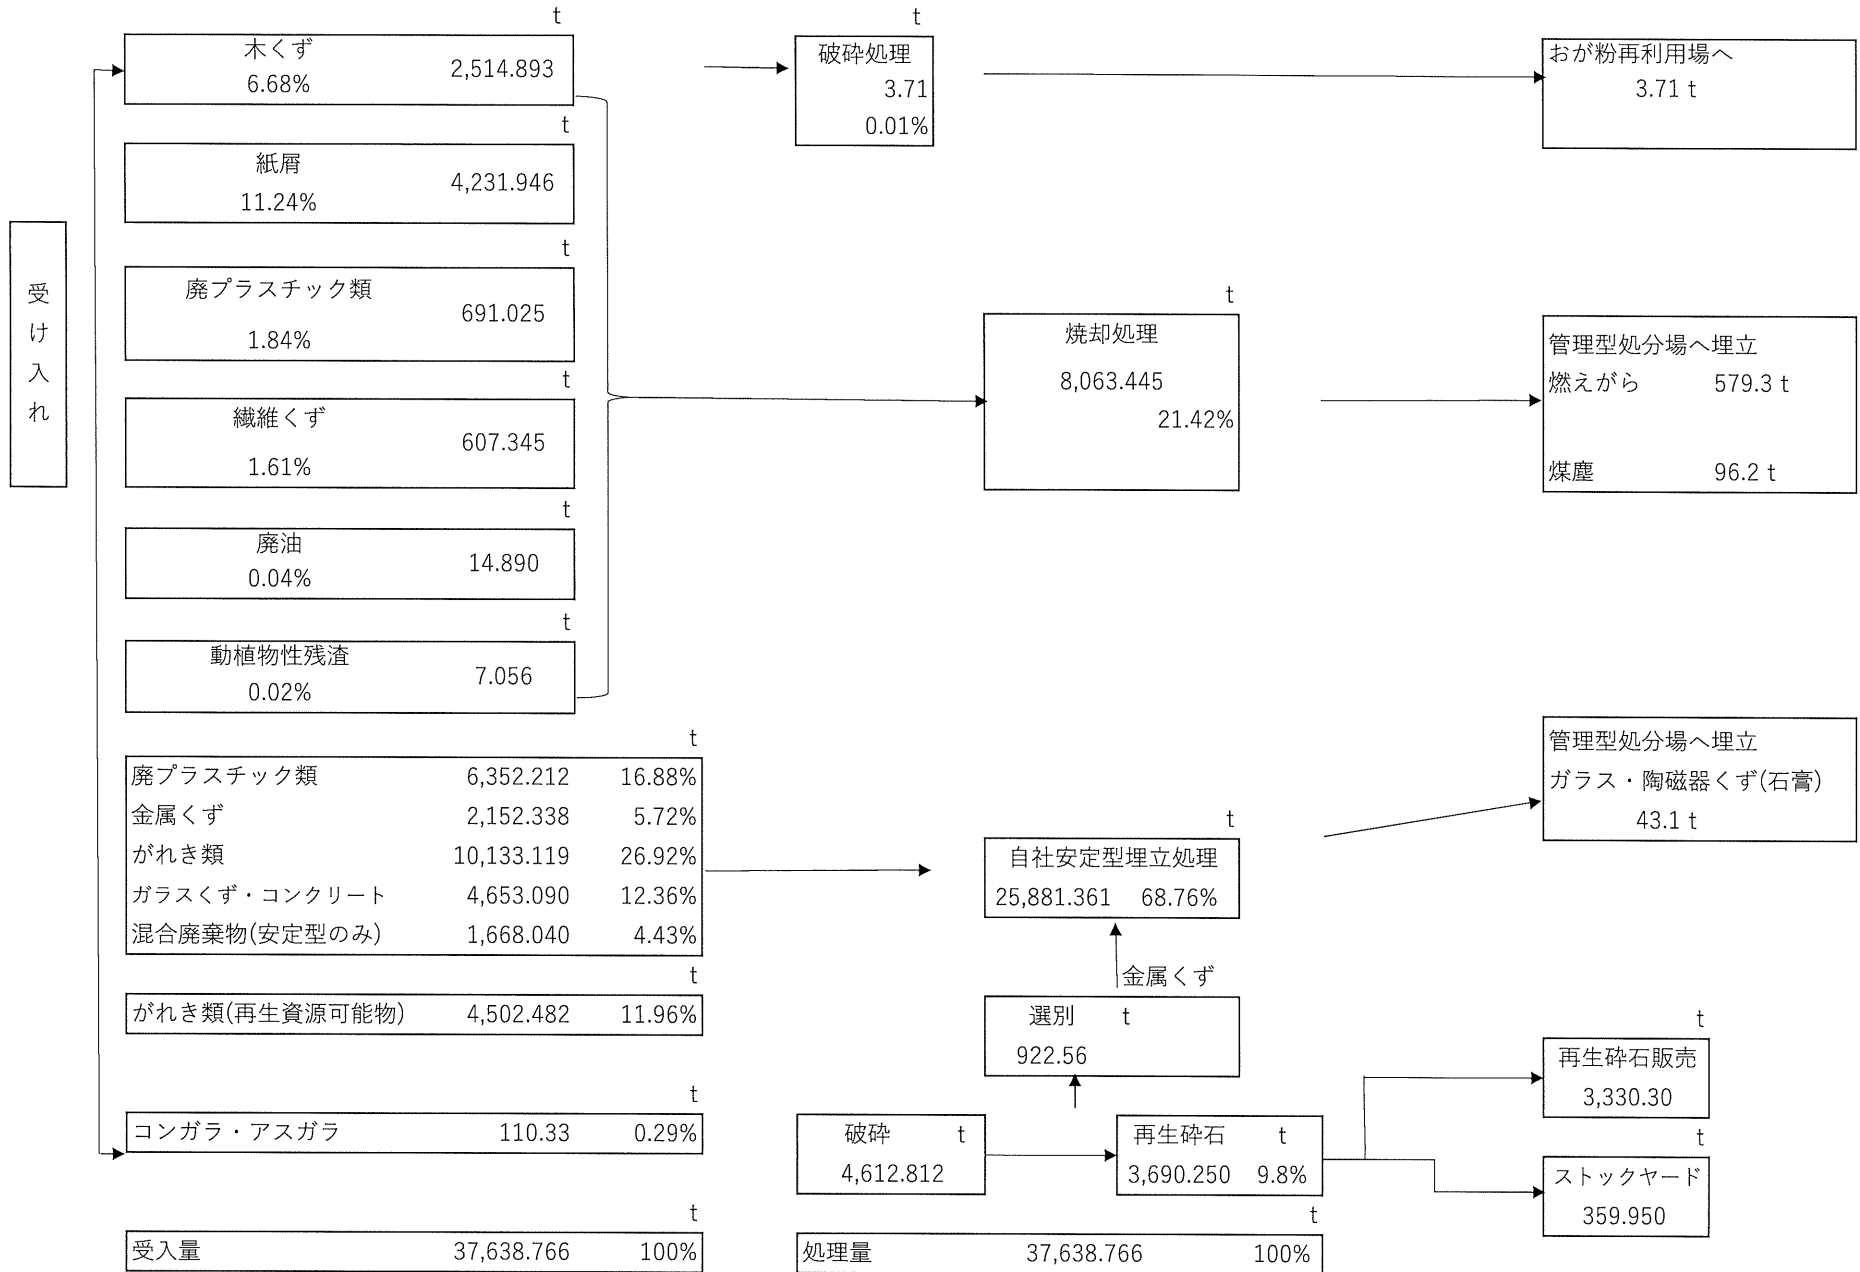 受け入れ
t
木くず 2,514.893
6.68%
t
紙屑 4,231.946
11.24%
t
廃プラスチック類 691.025
1.84%
t
繊維くず 607.345
1.61%
t
廃油 14.890
0.04%
t
動植物性残渣 7.056
0.02%
t
廃プラスチック類 6,352.212 16.88%
金属くず 2,152.338 5.72%
がれき類 10,133.119 26.92%
ガラスくず・コンクリート 4,653.090 12.36%
混合廃棄物(安定型のみ) 1,668.040 4.43%
t
がれき類(再生資源可能物) 4,502.482 11.96%
t
コンガラ・アスガラ 110.33 0.29%
t
受入量 37,638.766 100%
t
破砕処理
3.71
0.01%
t
焼却処理
8,063.445
21.42%
t
自社安定型埋立処理
25,881.361 68.76%
金属くず
選別 t
922.56
破砕 t
4,612.812
再生砕石 t
3,690.250 9.8%
t
処理量 37,638.766 100%
おが粉再利用場へ
3.71 t
管理型処分場へ埋立
燃えがら 579.3 t
煤塵 96.2 t
管理型処分場へ埋立
ガラス・陶磁器くず(石膏)
43.1 t
t
再生砕石販売
3,330.30
t
ストックヤード
359.950